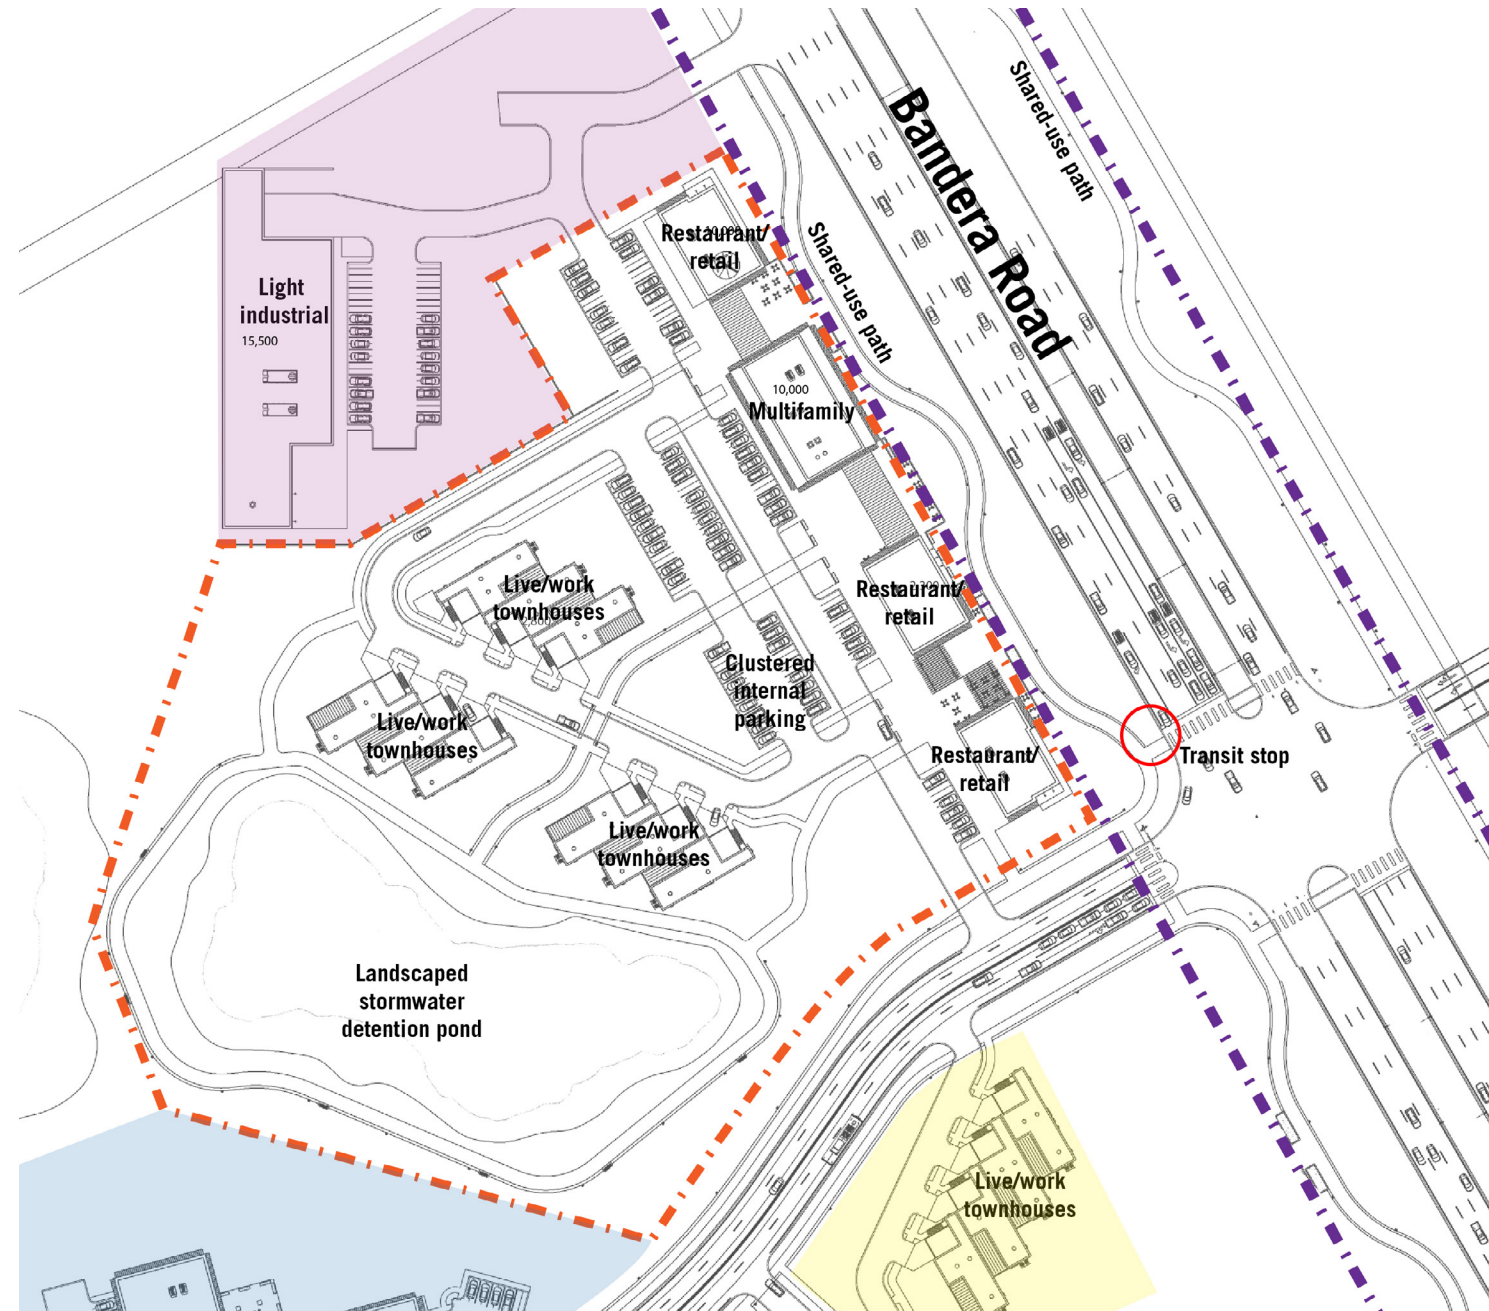 Bandera Road
Shared-use path
Shared-use path
Restaurant/
retail
Light
industrial
15,500
10,000
Multifamily
Live/work
townhouses
2,800
Restaurant/
retail
Clustered
internal
parking
Live/work
townhouses
Restaurant/
retail
Transit stop
Live/work
townhouses
Landscaped
stormwater
detention pond
Live/work
townhouses